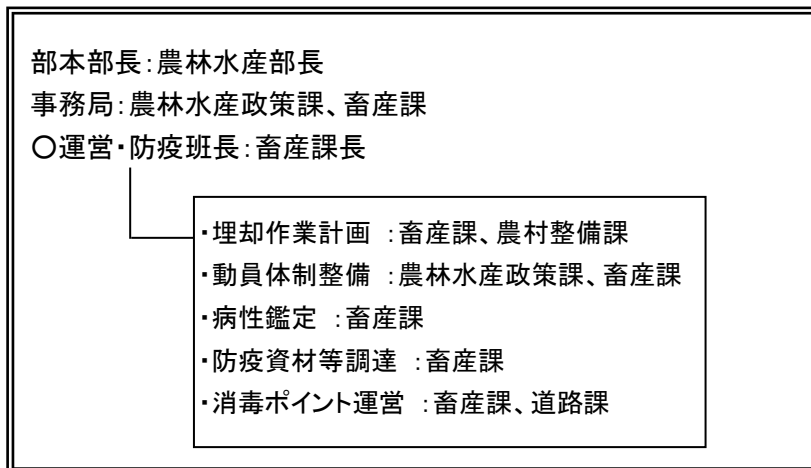 部本部長：農林水産部長
事務局：農林水産政策課、畜産課
○運営・防疫班長：畜産課長
・埋却作業計画 ：畜産課、農村整備課
・動員体制整備 ：農林水産政策課、畜産課
・病性鑑定 ：畜産課
・防疫資材等調達 ：畜産課
・消毒ポイント運営 ：畜産課、道路課